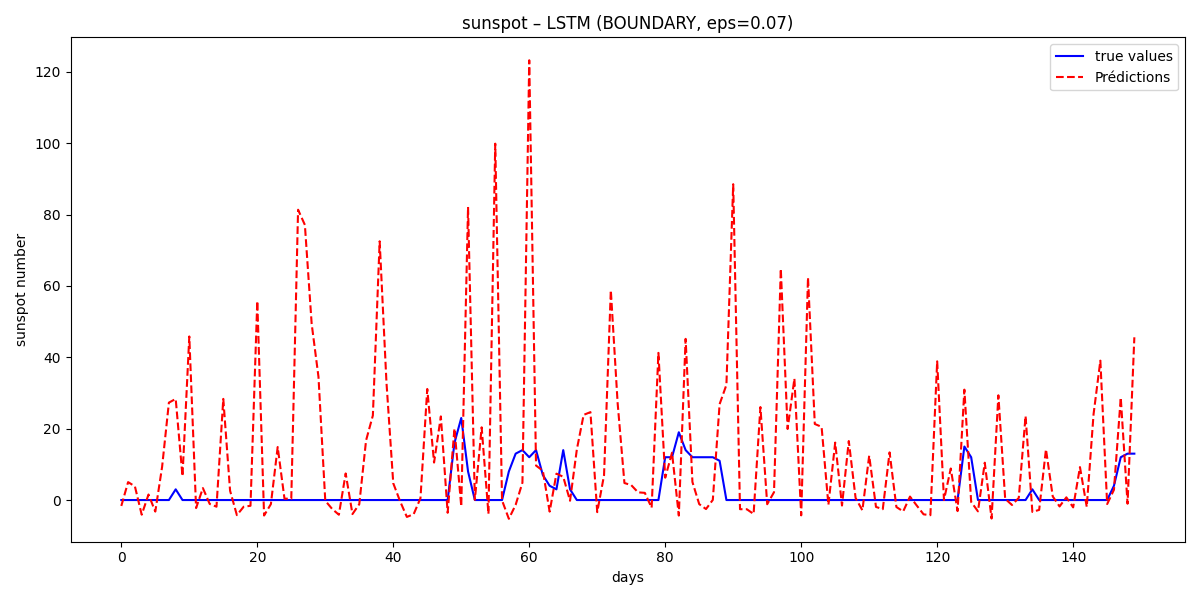 sunspot – LSTM (BOUNDARY, eps=0.07)
true values
Prédictions
sunspot number
120
100
80
60
40
20
0
0 20 40 60 80 100 120 140
days